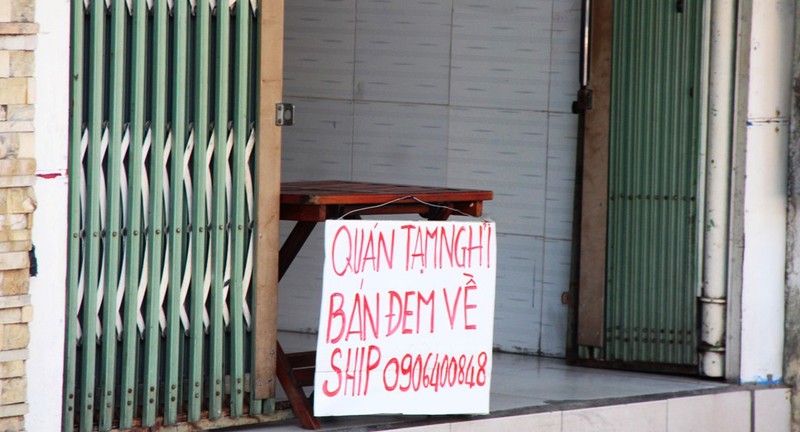 QUÁN TẠM NGHỈ
BÁN ĐEM VỀ
SHIP 0906400848